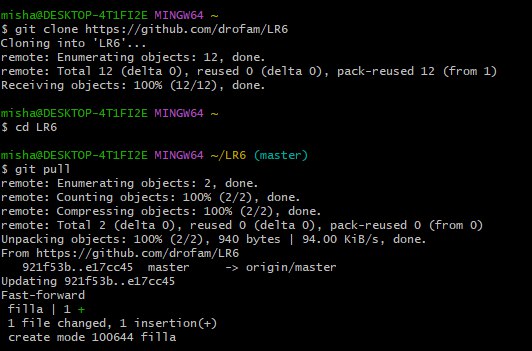 misha@DESKTOP-4T1FI2E MINGW64 ~
$ git clone https://github.com/drofam/LR6
Cloning into 'LR6'...
remote: Enumerating objects: 12, done.
remote: Total 12 (delta 0), reused 0 (delta 0), pack-reused 12 (from 1)
Receiving objects: 100% (12/12), done.
misha@DESKTOP-4T1FI2E MINGW64 ~
$ cd LR6
misha@DESKTOP-4T1FI2E MINGW64 ~/LR6 (master)
$ git pull
remote: Enumerating objects: 2, done.
remote: Counting objects: 100% (2/2), done.
remote: Compressing objects: 100% (2/2), done.
remote: Total 2 (delta 0), reused 0 (delta 0), pack-reused 0 (from 0)
Unpacking objects: 100% (2/2), 940 bytes | 94.00 KiB/s, done.
From https://github.com/drofam/LR6
   921f53b..e17cc45  master     -> origin/master
Updating 921f53b..e17cc45
Fast-forward
 filla | 1 +
 1 file changed, 1 insertion(+)
 create mode 100644 filla